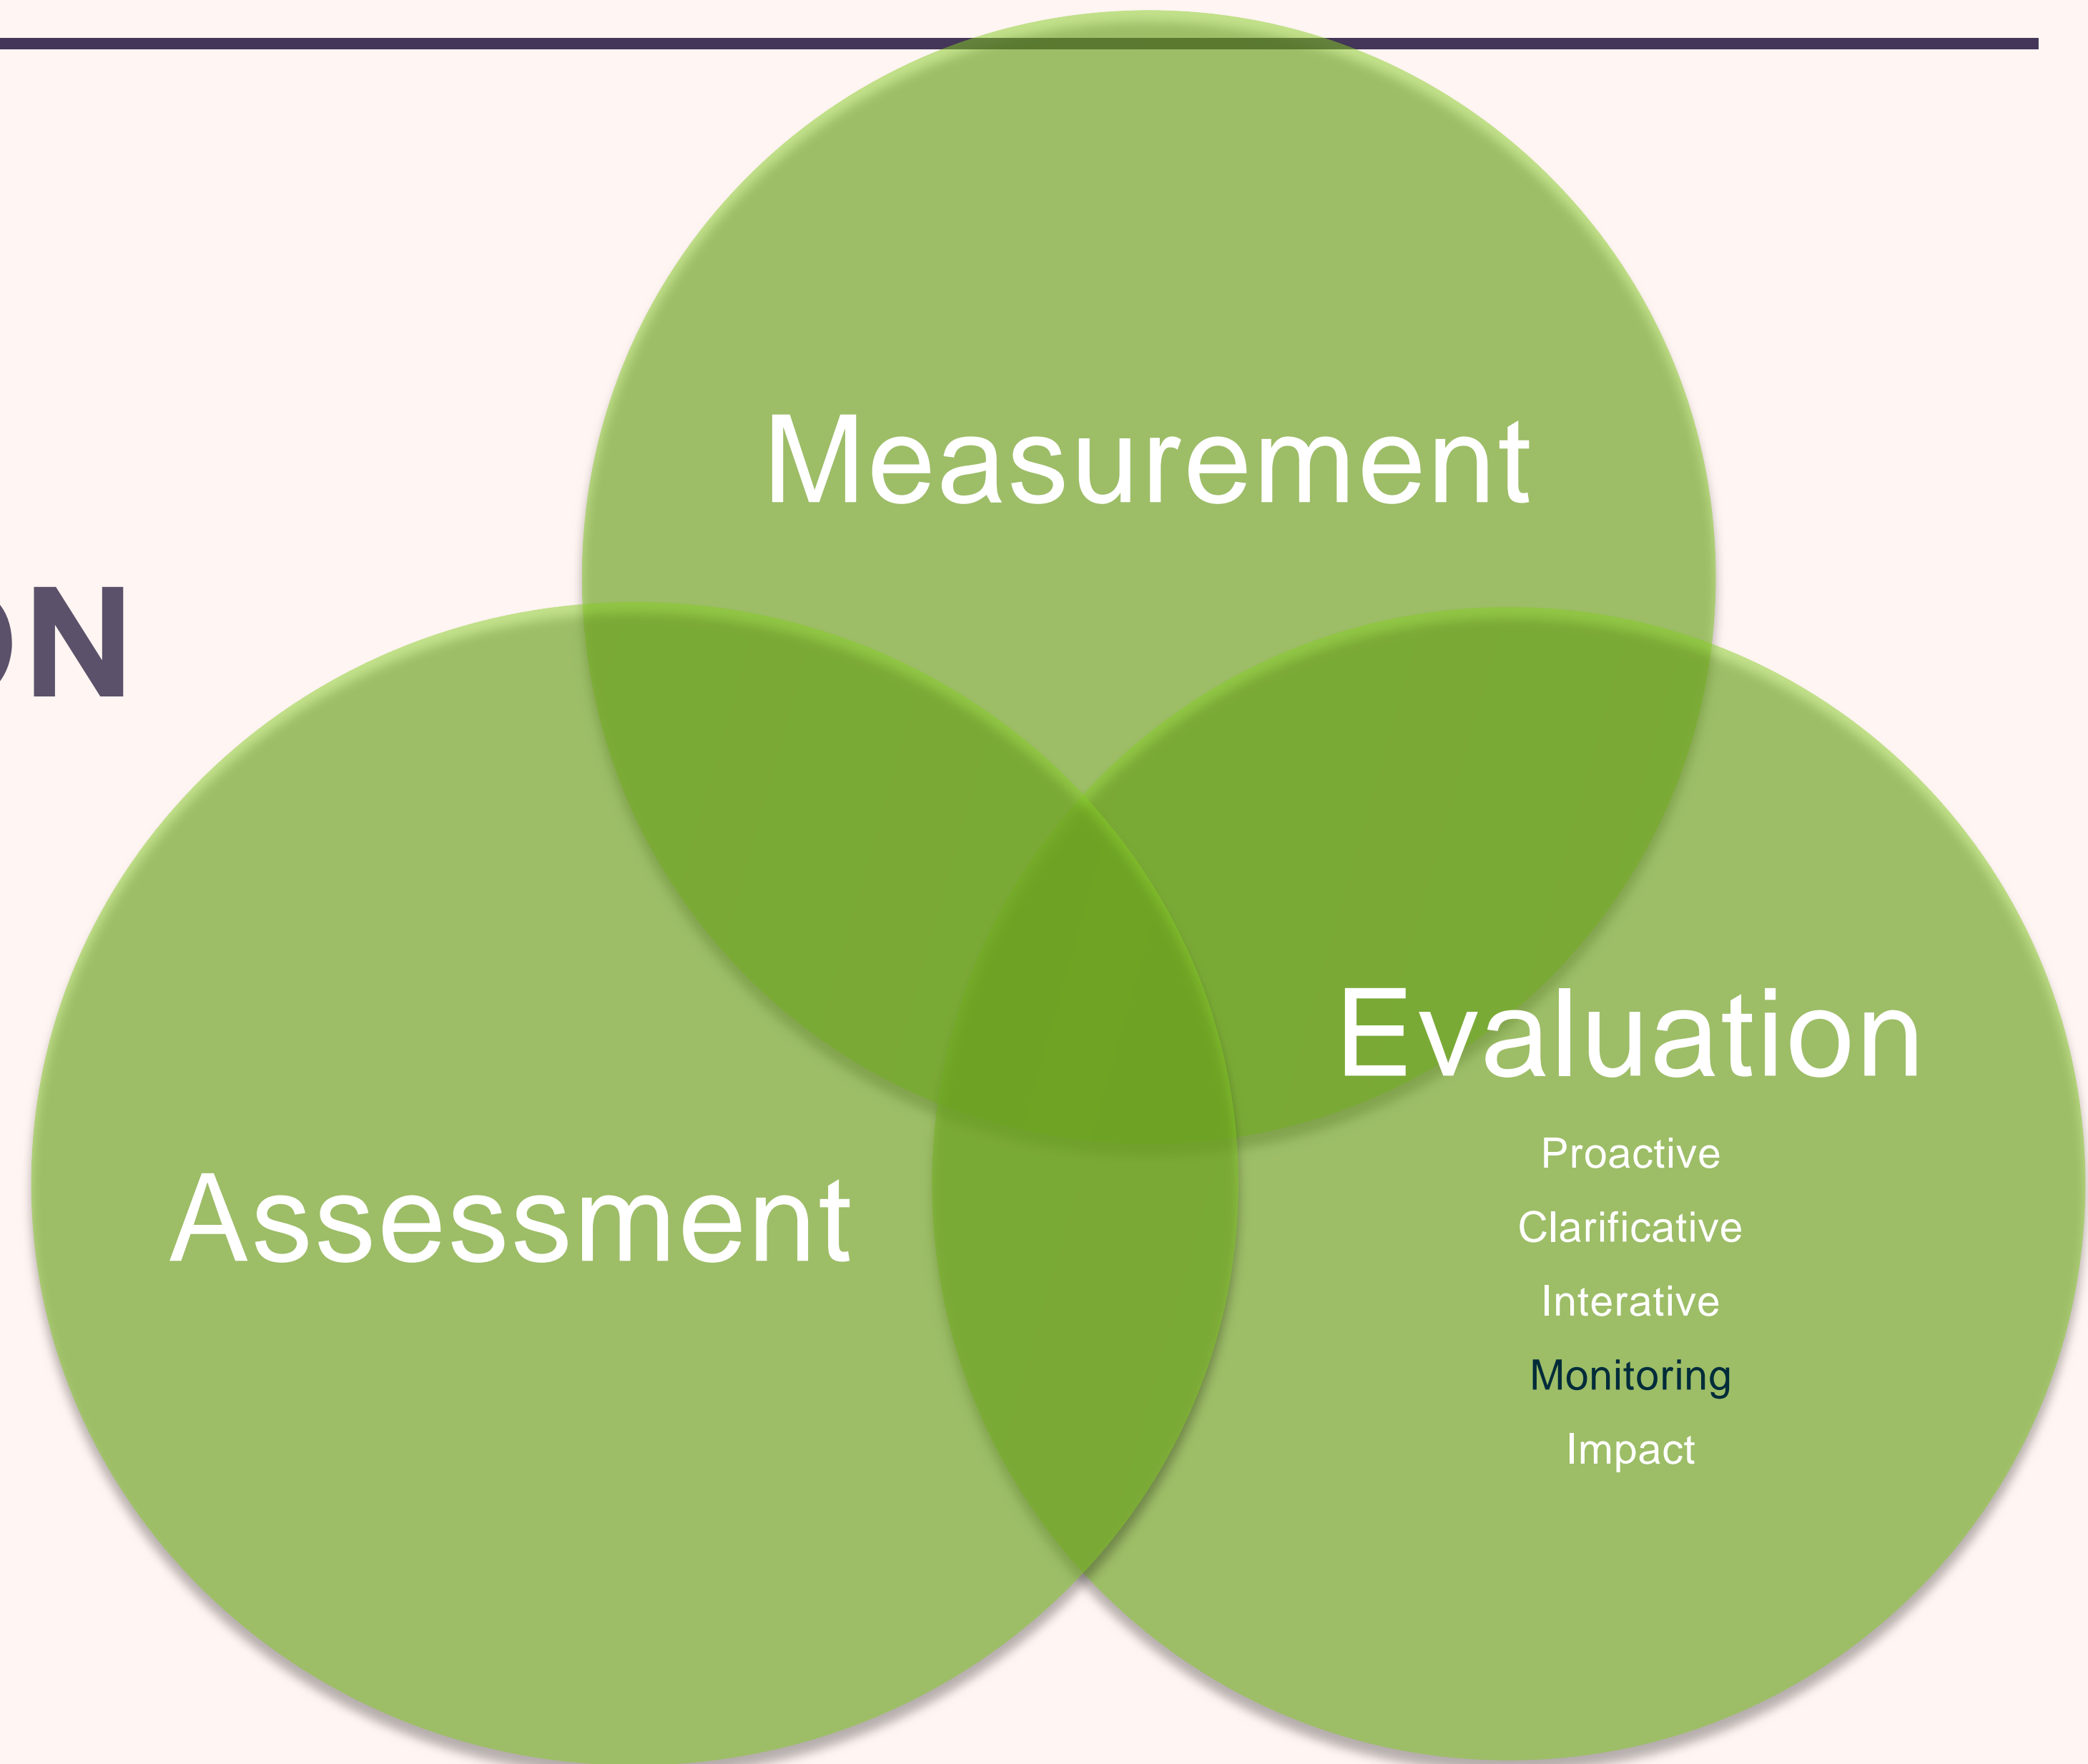 Measurement
ON
Evaluation
Proactive
Clarificative
Interative
Monitoring
Impact
Assessment